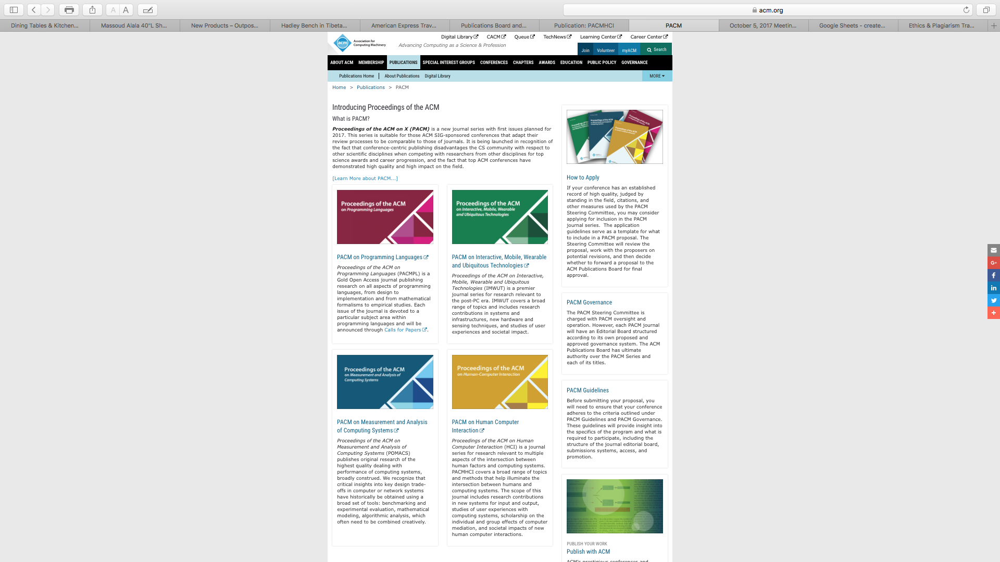 A A
acm.org
Dining Tables & Kitchen...
Massoud Alala 40"L Sh...
New Products – Outpos...
Hadley Bench in Tibeta...
American Express Trav...
Publications Board and...
Publication: PACMHCI
PACM
October 5, 2017 Meetin...
Google Sheets - create...
Ethics & Plagiarism Tra...
acm
Association for
Computing Machinery
Digital Library CACM Queue TechNews Learning Center Career Center
Advancing Computing as a Science & Profession
Join Volunteer myACM Search
ABOUT ACM MEMBERSHIP PUBLICATIONS SPECIAL INTEREST GROUPS CONFERENCES CHAPTERS AWARDS EDUCATION PUBLIC POLICY GOVERNANCE
Publications Home About Publications Digital Library MORE
Home > Publications > PACM
Introducing Proceedings of the ACM
What is PACM?
Proceedings of the ACM on X (PACM) is a new journal series with first issues planned for
2017. This series is suitable for those ACM SIG-sponsored conferences that adapt their
review processes to be comparable to those of journals. It is being launched in recognition of
the fact that conference-centric publishing disadvantages the CS community with respect to
other scientific disciplines when competing with researchers from other disciplines for top
science awards and career progression, and the fact that top ACM conferences have
demonstrated high quality and high impact on the field.
[Learn More about PACM...]
Proceedings of the ACM
on Programming Languages
PACM on Programming Languages
Proceedings of the ACM on
Programming Languages (PACMPL) is a
Gold Open Access journal publishing
research on all aspects of programming
languages, from design to
implementation and from mathematical
formalisms to empirical studies. Each
issue of the journal is devoted to a
particular subject area within
programming languages and will be
announced through Calls for Papers.
Proceedings of the ACM
on Interactive, Mobile, Wearable
and Ubiquitous Technologies
PACM on Interactive, Mobile, Wearable
and Ubiquitous Technologies
Proceedings of the ACM on Interactive,
Mobile, Wearable and Ubiquitous
Technologies (IMWUT) is a premier
journal series for research relevant to
the post-PC era. IMWUT covers a broad
range of topics and includes research
contributions in systems and
infrastructures, new hardware and
sensing techniques, and studies of user
experiences and societal impact.
Proceedings of the ACM
on Measurement and Analysis of
Computing Systems
PACM on Measurement and Analysis
of Computing Systems
Proceedings of the ACM on
Measurement and Analysis of
Computing Systems (POMACS)
publishes original research of the
highest quality dealing with
performance of computing systems,
broadly construed. We recognize that
critical insights into key design trade-
offs in computer or network systems
have historically be obtained using a
broad set of tools: benchmarking and
experimental evaluation, mathematical
modeling, algorithmic analysis, which
often need to be combined creatively.
Proceedings of the ACM
on Human-Computer Interaction
PACM on Human Computer
Interaction
Proceedings of the ACM on Human
Computer Interaction (HCI) is a journal
series for research relevant to multiple
aspects of the intersection between
human factors and computing systems.
PACMHCI covers a broad range of topics
and methods that help illuminate the
intersection between humans and
computing systems. The scope of this
journal includes research contributions
in new systems for input and output,
studies of user experiences with
computing systems, scholarship on the
individual and group effects of computer
mediation, and societal impacts of new
human computer interactions.
How to Apply
If your conference has an established
record of high quality, judged by
standing in the field, citations, and
other measures used by the PACM
Steering Committee, you may consider
applying for inclusion in the PACM
journal series. The application
guidelines serve as a template for what
to include in a PACM proposal. The
Steering Committee will review the
proposal, work with the proposers on
potential revisions, and then decide
whether to forward a proposal to the
ACM Publications Board for final
approval.
PACM Governance
The PACM Steering Committee is
charged with PACM oversight and
operation. However, each PACM journal
will have an Editorial Board structured
according to its own proposed and
approved governance system. The ACM
Publications Board has ultimate
authority over the PACM Series and
each of its titles.
PACM Guidelines
Before submitting your proposal, you
will need to ensure that your conference
adheres to the criteria outlined under
PACM Guidelines and PACM Governance.
These guidelines will provide insight into
the specifics of the program and what is
required to participate, including the
structure of the journal editorial board,
submissions systems, access, and
promotion.
PUBLISH YOUR WORK
Publish with ACM
ACM's prestigious conferences and